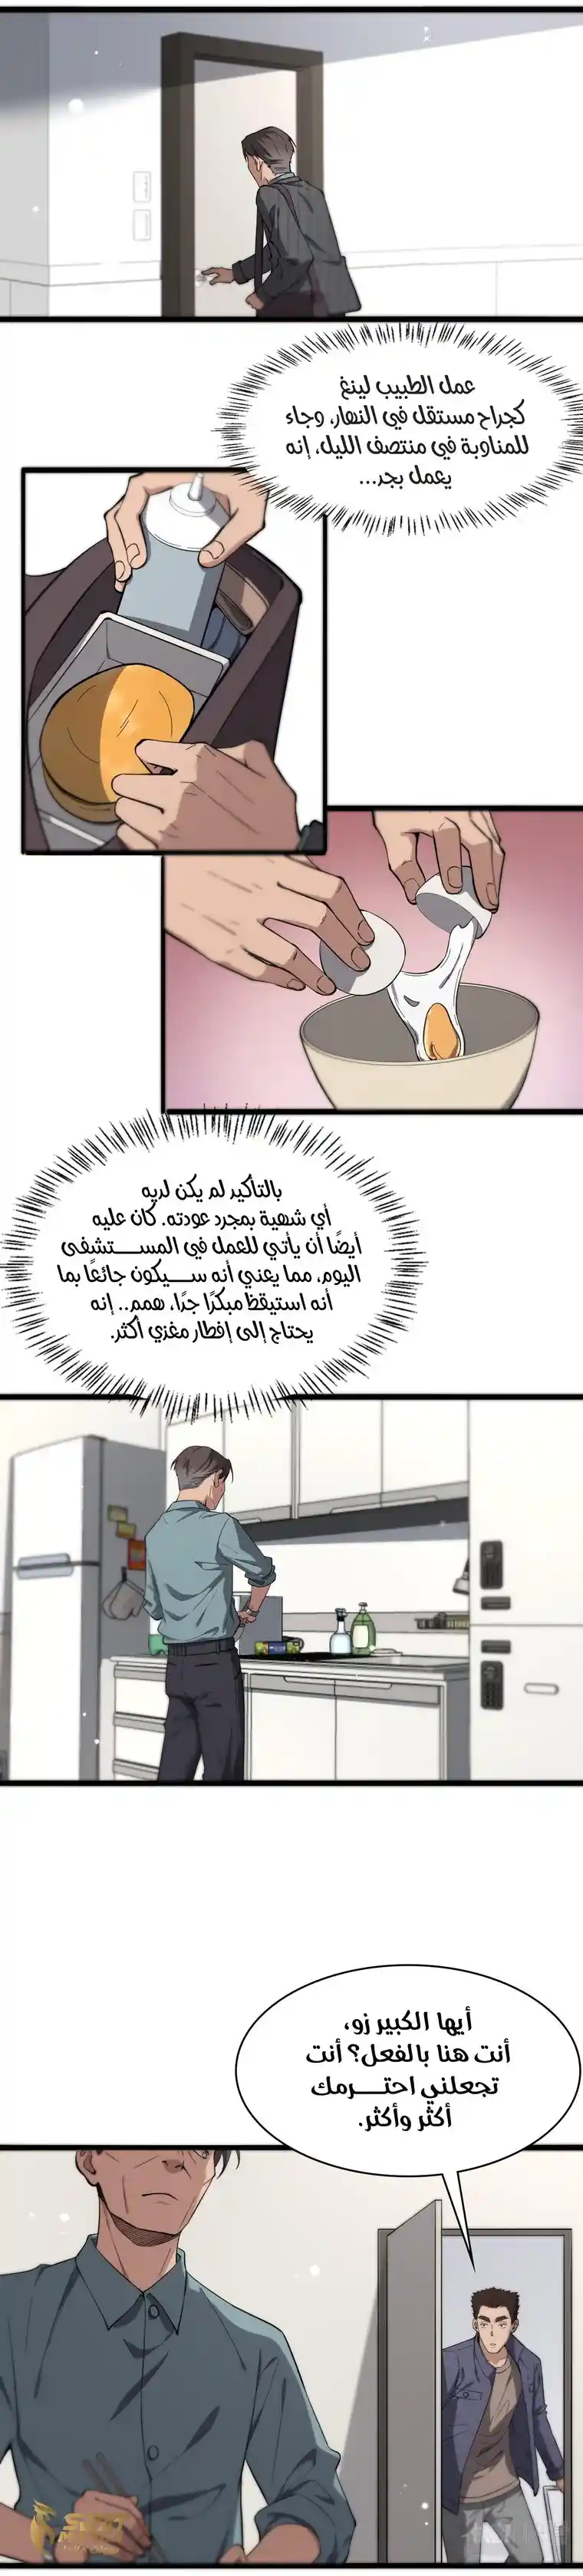 عمل الطبيب لينغ
كجراح مستقل في النهار، وجاء
للمناوبة في منتصف الليل، إنه
يعمل بجد...
بالتأكيد لم يكن لديه
أي شهية بمجرد عودته. كان عليه
أيضًا أن يأتي للعمل في المستشفى
اليوم، مما يعني أنه سيكون جائعًا بما
أنه استيقظ مبكرًا جدًا، همم.. إنه
يحتاج إلى إفطار مغزي أكثر.
أيها الكبير زو،
أنت هنا بالفعل؟ أنت
تجعلني احترمك
أكثر وأكثر.